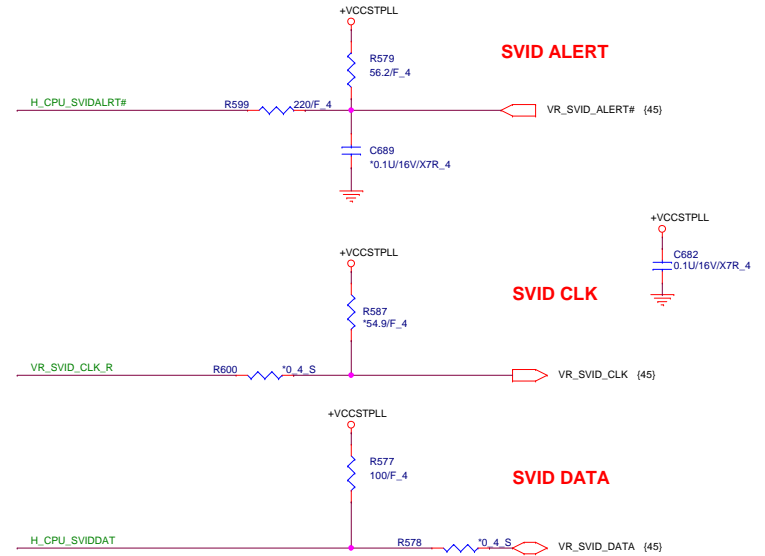 +VCCSTPLL
SVID ALERT
R579
56.2/F_4
H_CPU_SVIDALRT#
R599
220/F_4
VR_SVID_ALERT# {45}
C689
*0.1U/16V/X7R_4
+VCCSTPLL
C682
0.1U/16V/X7R_4
+VCCSTPLL
SVID CLK
R587
*54.9/F_4
VR_SVID_CLK_R
R600
*0_4_S
VR_SVID_CLK {45}
+VCCSTPLL
R577
100/F_4
SVID DATA
H_CPU_SVIDDAT
R578
*0_4_S
VR_SVID_DATA {45}